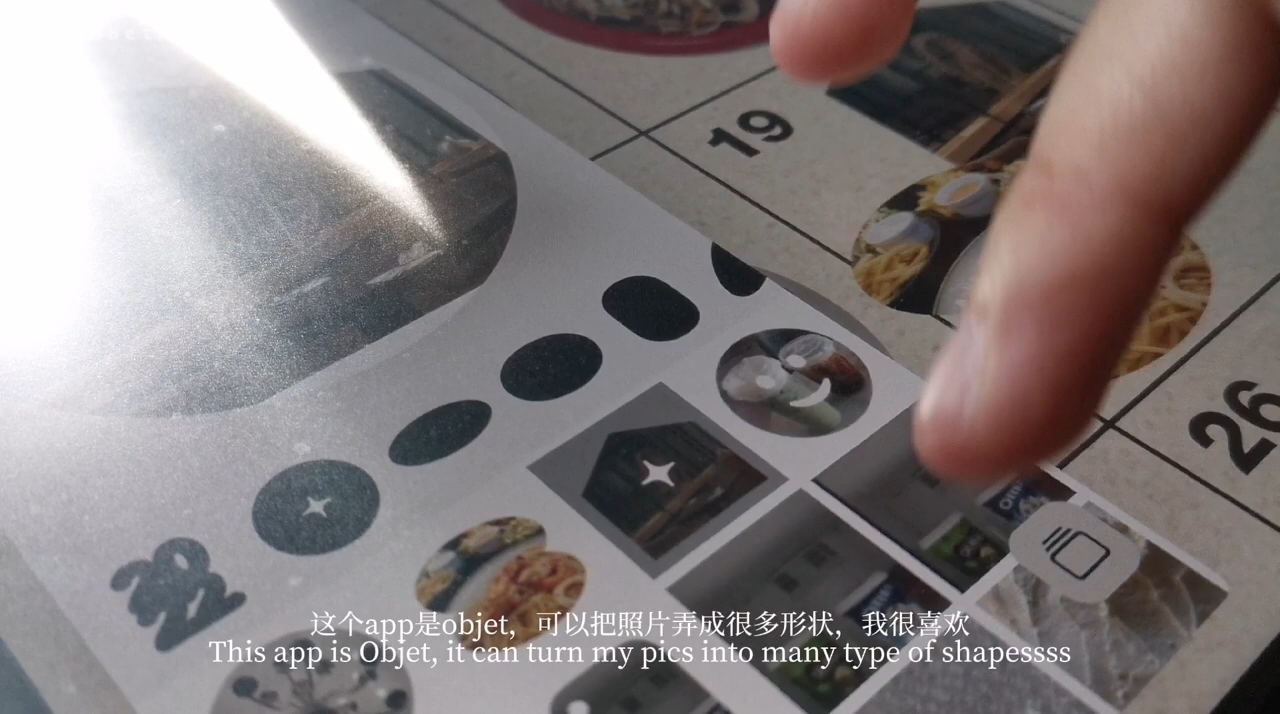 19
26
2022
这个app是objet，可以把照片弄成很多形状，我很喜欢
This app is Objet, it can turn my pics into many type of shapessss